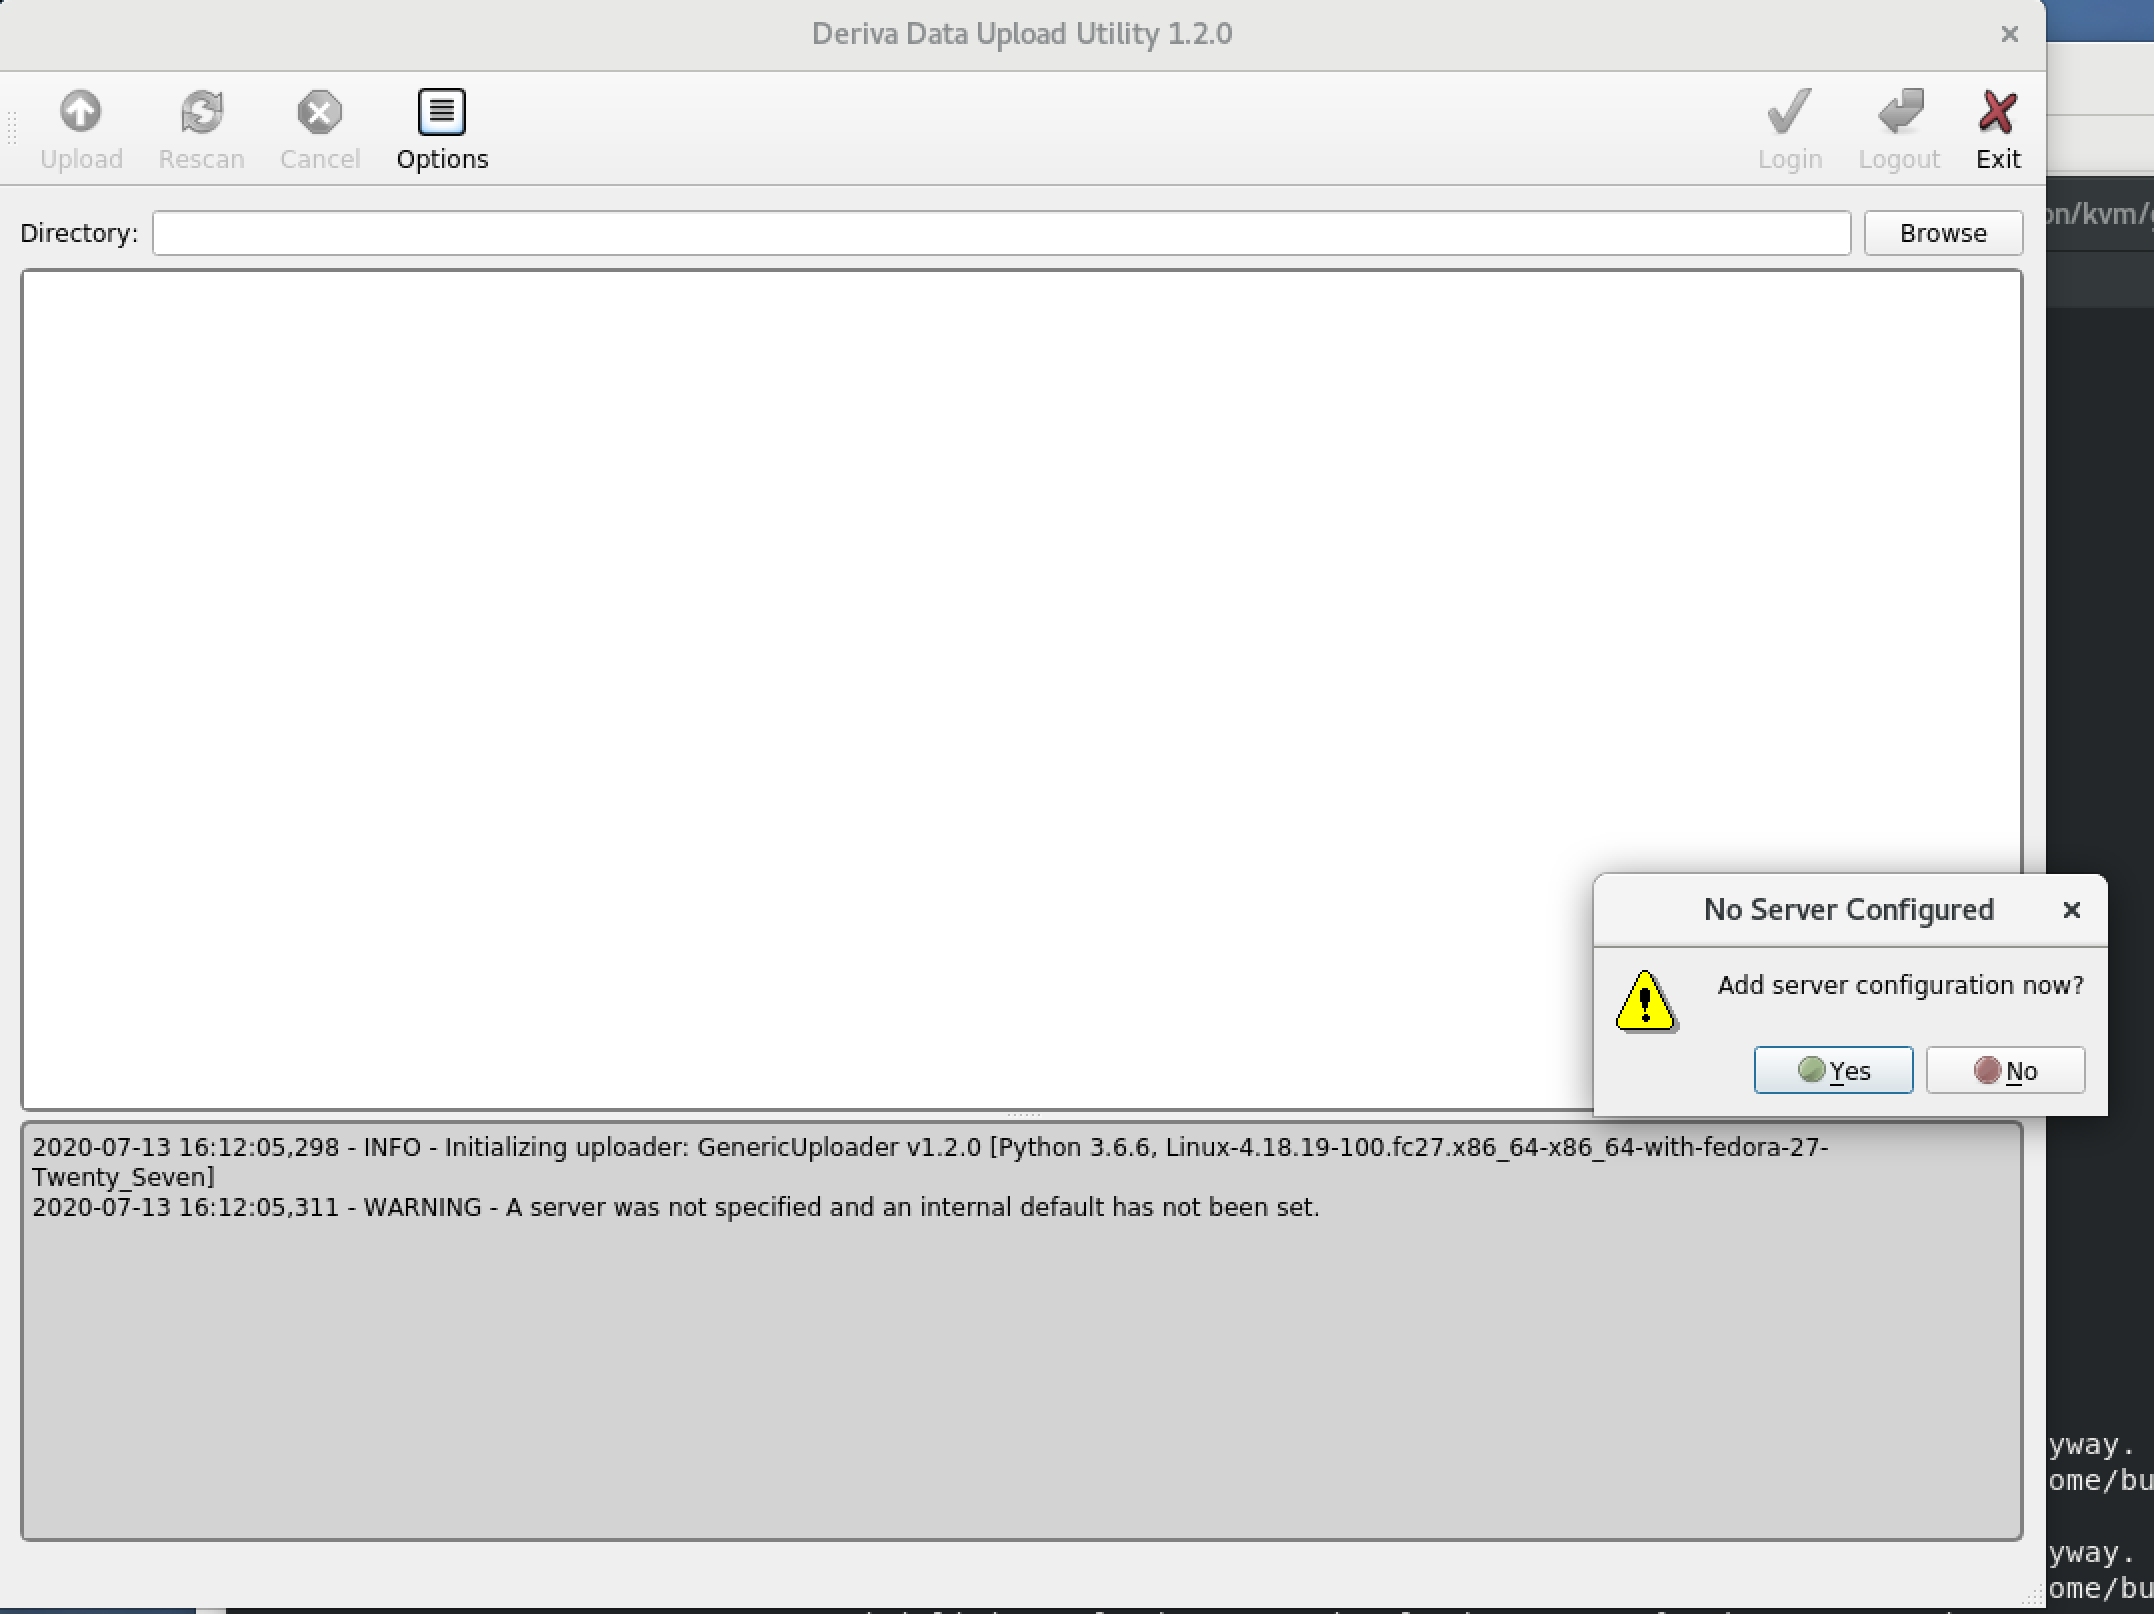 Deriva Data Upload Utility 1.2.0
Upload Rescan Cancel Options Login Logout Exit
on/kvm/
Directory: Browse
No Server Configured
Add server configuration now?
Yes No
2020-07-13 16:12:05,298 - INFO - Initializing uploader: GenericUploader v1.2.0 [Python 3.6.6, Linux-4.18.19-100.fc27.x86_64-x86_64-with-fedora-27-
Twenty_Seven]
2020-07-13 16:12:05,311 - WARNING - A server was not specified and an internal default has not been set.
yway.
ome/bu
yway.
ome/bu